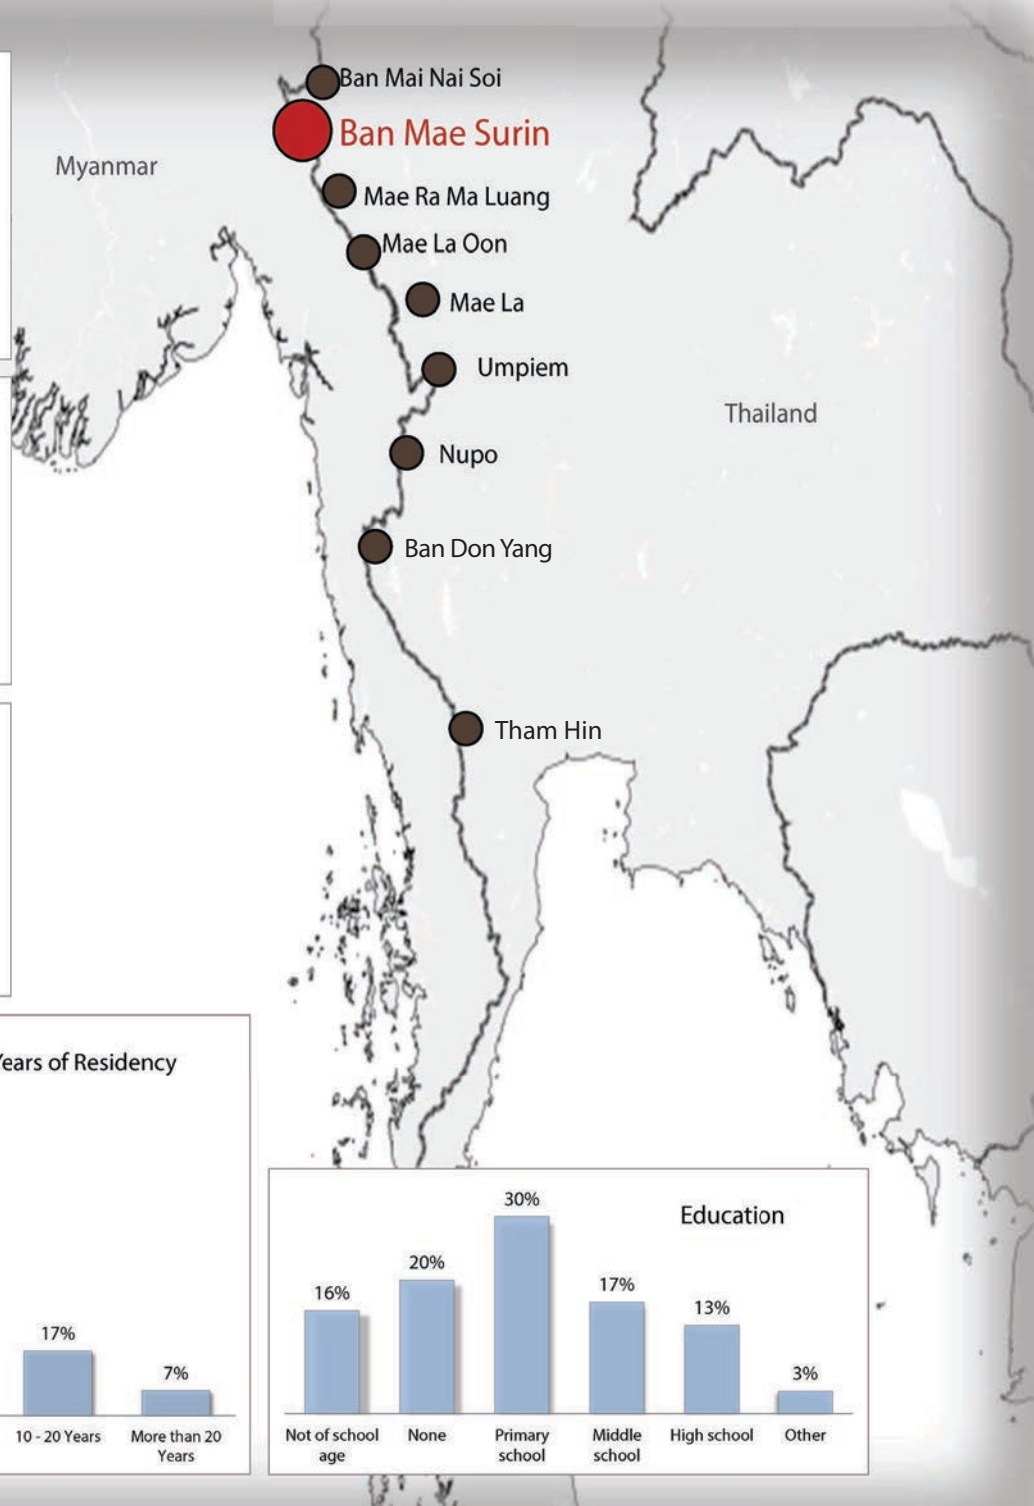 Ban Mai Nai Soi
Ban Mae Surin
Myanmar
Mae Ra Ma Luang
Mae La Oon
Mae La
Umpiem
Thailand
Nupo
Ban Don Yang
Tham Hin
Years of Residency
17%
7%
10 - 20 Years
More than 20
Years
Education
16%
20%
30%
17%
13%
3%
Not of school
age
None
Primary
school
Middle
school
High school
Other